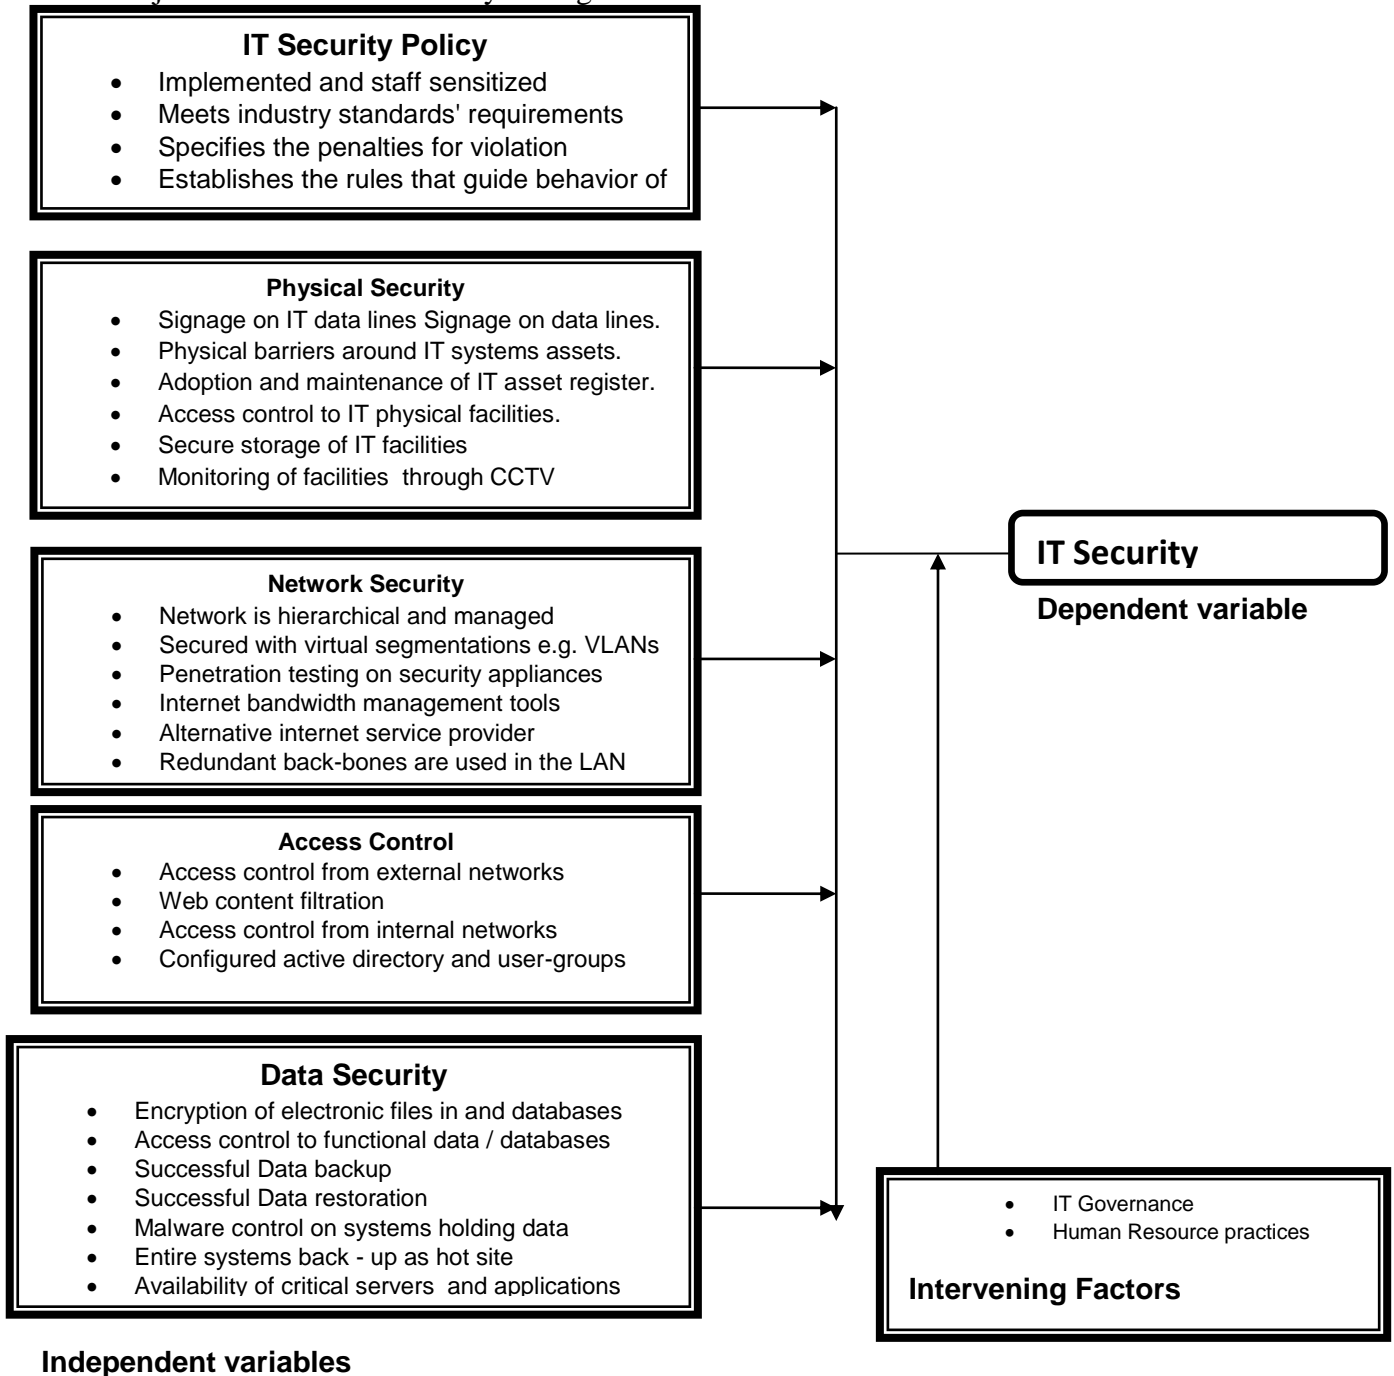 IT Security Policy
• Implemented and staff sensitized
• Meets industry standards' requirements
• Specifies the penalties for violation
• Establishes the rules that guide behavior of
Physical Security
• Signage on IT data lines Signage on data lines.
• Physical barriers around IT systems assets.
• Adoption and maintenance of IT asset register.
• Access control to IT physical facilities.
• Secure storage of IT facilities
• Monitoring of facilities through CCTV
Network Security
• Network is hierarchical and managed
• Secured with virtual segmentations e.g. VLANs
• Penetration testing on security appliances
• Internet bandwidth management tools
• Alternative internet service provider
• Redundant back-bones are used in the LAN
Access Control
• Access control from external networks
• Web content filtration
• Access control from internal networks
• Configured active directory and user-groups
Data Security
• Encryption of electronic files in and databases
• Access control to functional data / databases
• Successful Data backup
• Successful Data restoration
• Malware control on systems holding data
• Entire systems back - up as hot site
• Availability of critical servers and applications
Independent variables
IT Security
Dependent variable
• IT Governance
• Human Resource practices
Intervening Factors